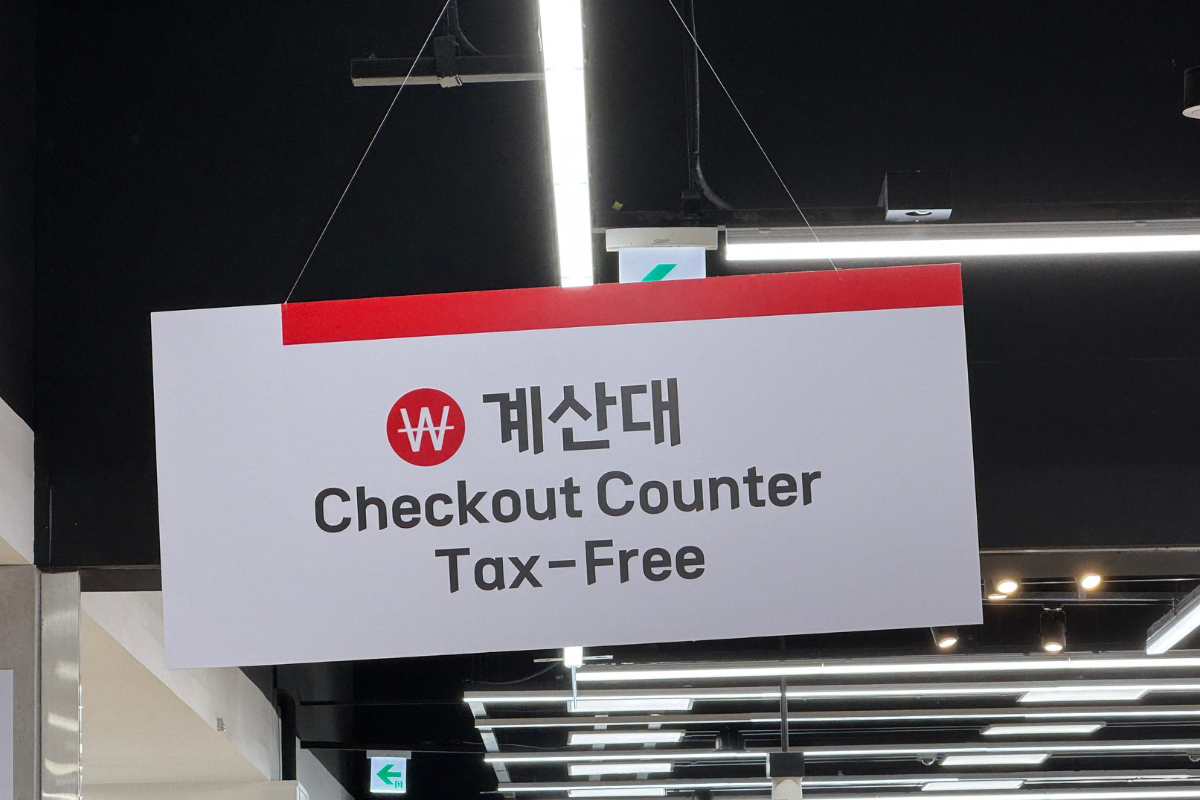 ₩ 계산대
Checkout Counter
Tax-Free